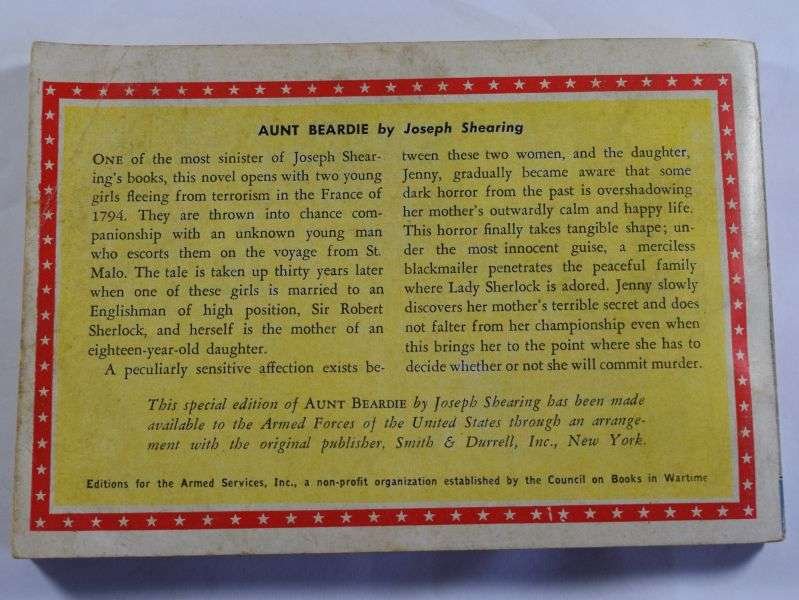 AUNT BEARDIE by Joseph Shearing
ONE of the most sinister of Joseph Shear-
ing's books, this novel opens with two young
girls fleeing from terrorism in the France of
1794. They are thrown into chance com-
panionship with an unknown young man
who escorts them on the voyage from St.
Malo. The tale is taken up thirty years later
when one of these girls is married to an
Englishman of high position, Sir Robert
Sherlock, and herself is the mother of an
eighteen-year-old daughter.
A peculiarly sensitive affection exists be-
tween these two women, and the daughter,
Jenny, gradually became aware that some
dark horror from the past is overshadowing
her mother's outwardly calm and happy life.
This horror finally takes tangible shape; un-
der the most innocent guise, a merciless
blackmailer penetrates the peaceful family
where Lady Sherlock is adored. Jenny slowly
discovers her mother's terrible secret and does
not falter from her championship even when
this brings her to the point where she has to
decide whether or not she will commit murder.
This special edition of AUNT BEARDIE by Joseph Shearing has been made
available to the Armed Forces of the United States through an arrange-
ment with the original publisher, Smith & Durrell, Inc., New York.
Editions for the Armed Services, Inc., a non-profit organization established by the Council on Books in Wartime